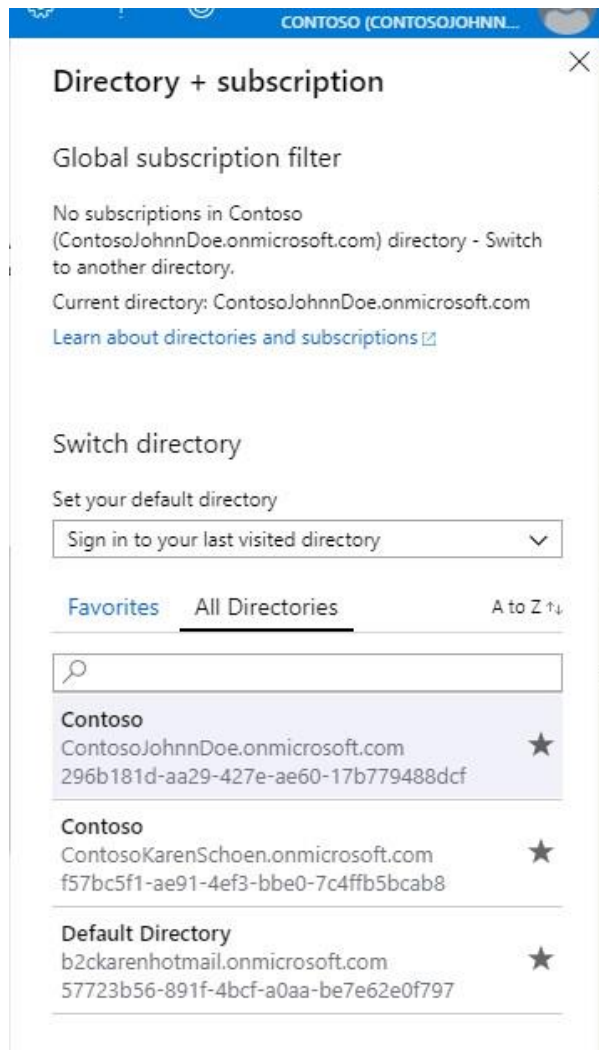 CONTOSO (CONTOSOJOHNN...
Directory + subscription
Global subscription filter
No subscriptions in Contoso
(ContosoJohnnDoe.onmicrosoft.com) directory - Switch
to another directory.
Current directory: ContosoJohnnDoe.onmicrosoft.com
Learn about directories and subscriptions
Switch directory
Set your default directory
Sign in to your last visited directory
Favorites All Directories A to Z
Contoso
ContosoJohnnDoe.onmicrosoft.com
296b181d-aa29-427e-ae60-17b779488dcf
Contoso
ContosoKarenSchoen.onmicrosoft.com
f57bc5f1-ae91-4ef3-bbe0-7c4ffb5bcab8
Default Directory
b2ckarenhotmail.onmicrosoft.com
57723b56-891f-4bcf-a0aa-be7e62e0f797